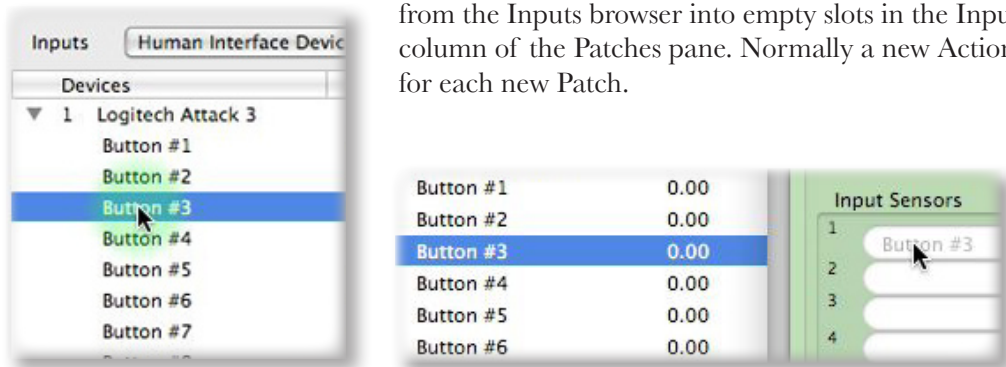 from the Inputs browser into empty slots in the Input
column of the Patches pane. Normally a new Action
for each new Patch.
Inputs Human Interface Devic
Devices
1 Logitech Attack 3
Button #1
Button #2
Button #3
Button #4
Button #5
Button #6
Button #7
Button #1 0.00
Button #2 0.00
Button #3 0.00
Button #4 0.00
Button #5 0.00
Button #6 0.00
Input Sensors
1 Button #3
2
3
4